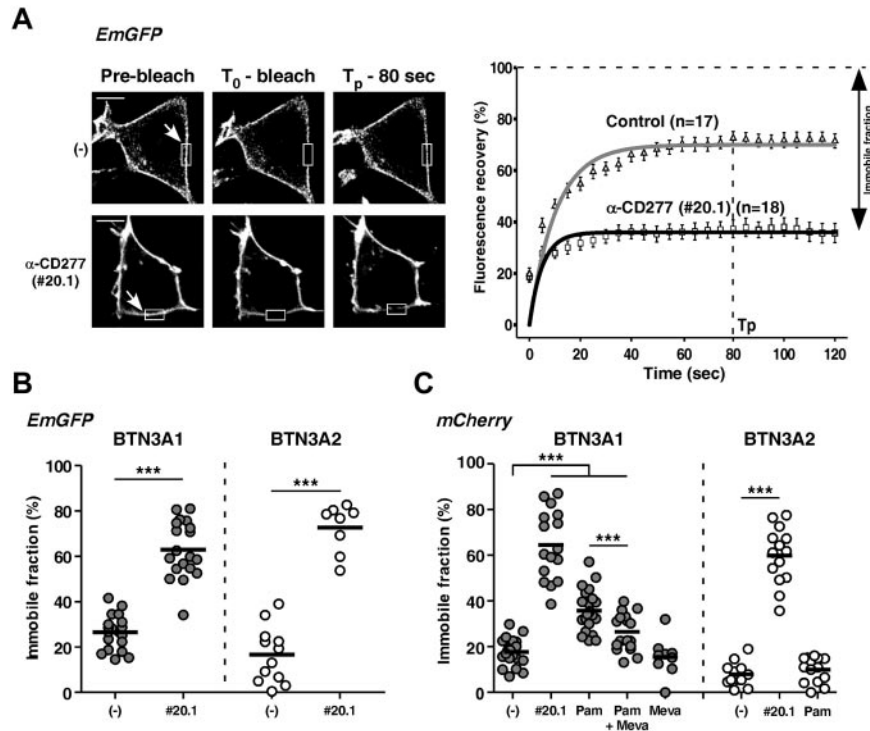 A
EmGFP
Pre-bleach T0 - bleach Tp - 80 sec
(-)
α-CD277
(#20.1)
100
80
60
40
20
0
Fluorescence recovery (%)
Control (n=17)
α-CD277 (#20.1) (n=18)
Tp
Immobile fraction
0 20 40 60 80 100 120
Time (sec)
B
EmGFP
BTN3A1 BTN3A2
*** ***
100
80
60
40
20
0
Immobile fraction (%)
(-) #20.1 (-) #20.1
C
mCherry
BTN3A1 BTN3A2
*** *** ***
100
80
60
40
20
0
Immobile fraction (%)
(-) #20.1 Pam Pam Meva (-) #20.1 Pam
+ Meva